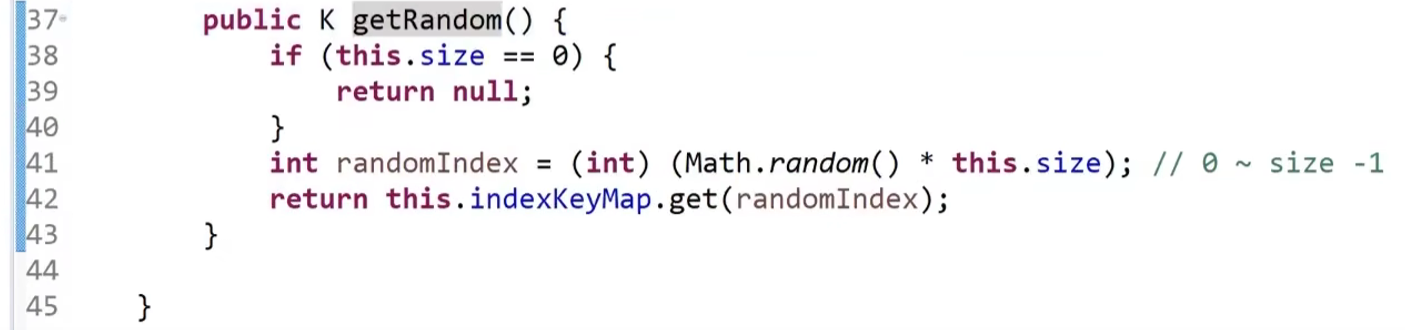 37 public K getRandom() {
38 if (this.size == 0) {
39 return null;
40 }
41 int randomIndex = (int) (Math.random() * this.size); // 0 ~ size -1
42 return this.indexKeyMap.get(randomIndex);
43 }
44
45 }